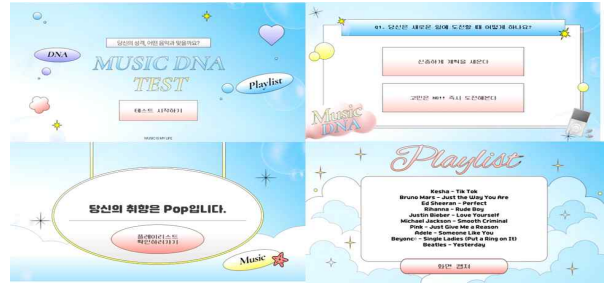 당신의 성격, 어떤 음악과 맞을까요?
DNA
MUSIC DNA
TEST
Playlist
테스트 시작하기
Q1. 당신은 새로운 일에 도전할 때 어떻게 하나요?
신중하게 계획을 세운다
고민은 NO!! 즉시 도전해본다
Music
DNA
당신의 취향은 Pop입니다.
플레이리스트
확인하러가기
Music
Playlist
Kesha - Tik Tok
Bruno Mars - Just the Way You Are
Ed Sheeran - Perfect
Rihanna - Rude Boy
Justin Bieber - Love Yourself
Michael Jackson - Smooth Criminal
Pink - Just Give Me a Reason
Adele - Someone Like You
Beyonce - Single Ladies (Put a Ring on It)
Beatles - Yesterday
화면 캡처